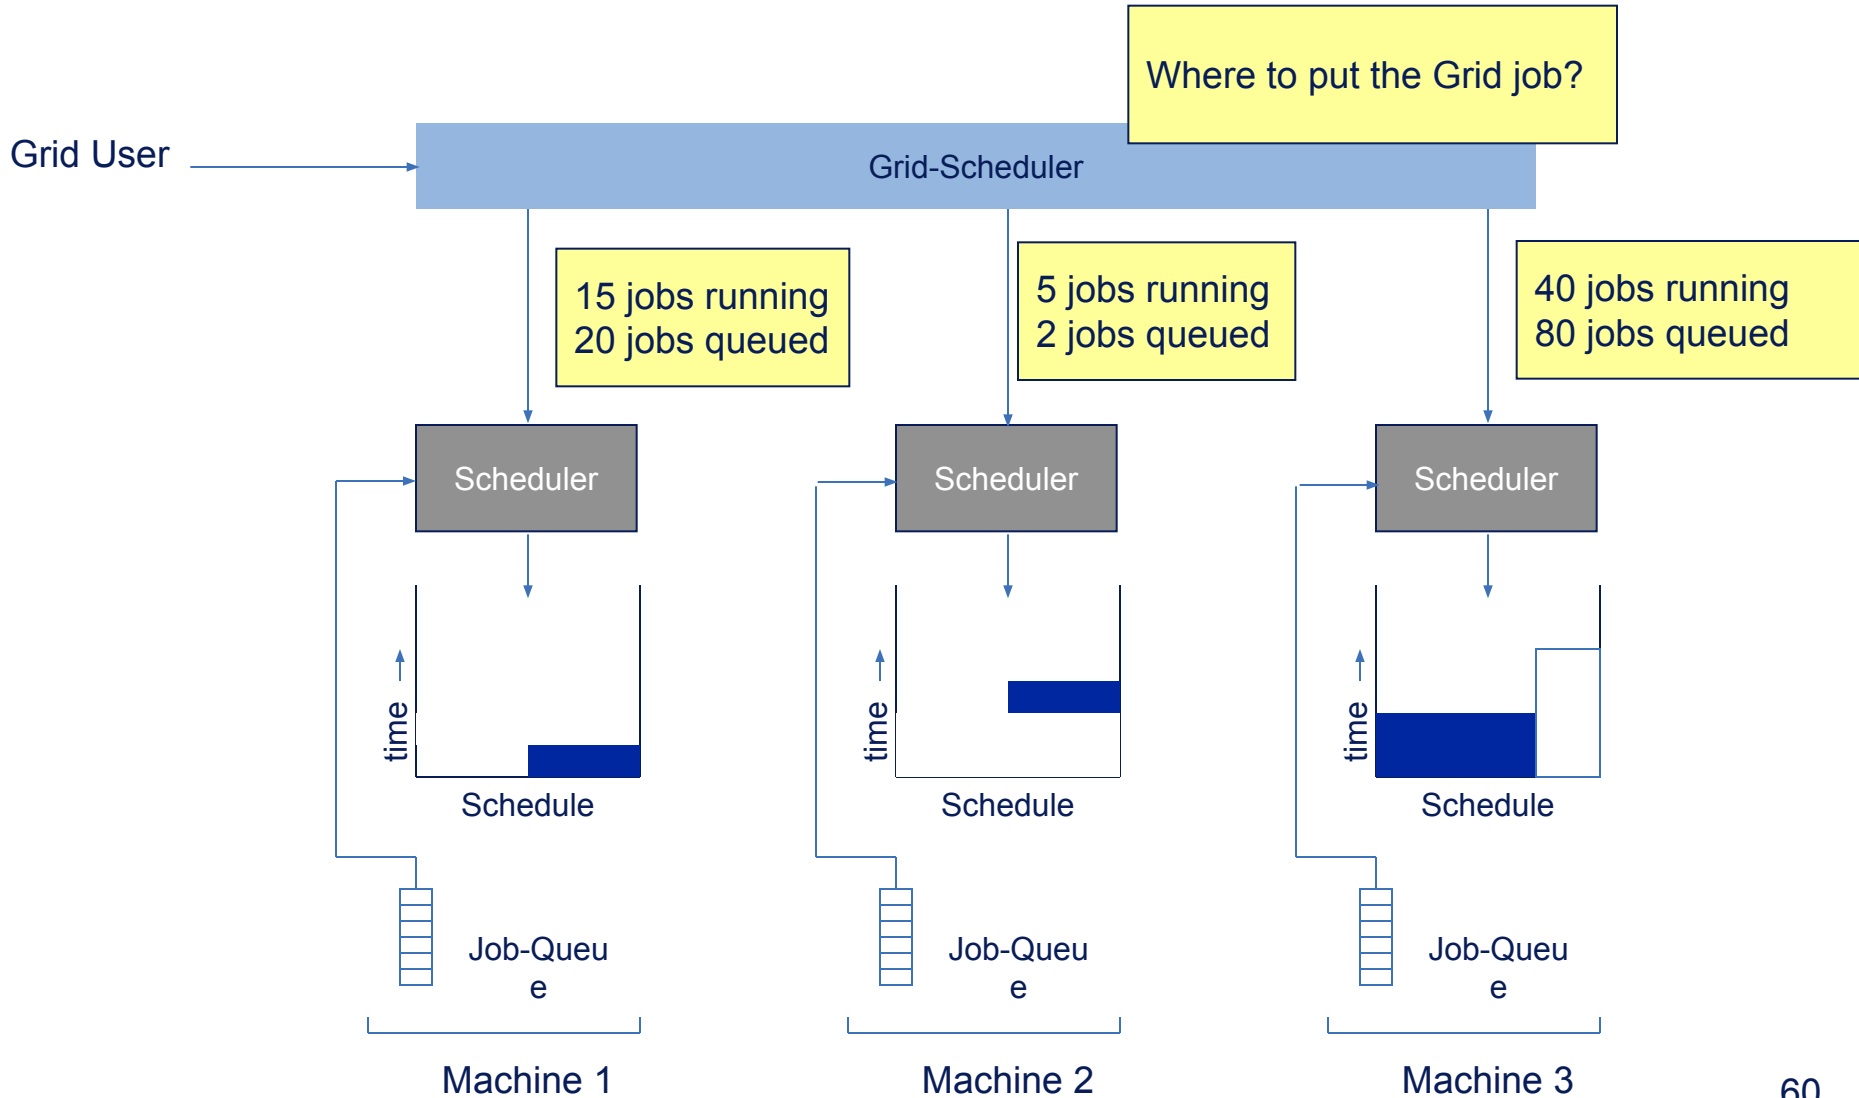 Where to put the Grid job?
Grid User
Grid-Scheduler
15 jobs running
20 jobs queued
5 jobs running
2 jobs queued
40 jobs running
80 jobs queued
Scheduler
Scheduler
Scheduler
time
time
time
Schedule
Schedule
Schedule
Job-Queu
e
Job-Queu
e
Job-Queu
e
Machine 1
Machine 2
Machine 3
60